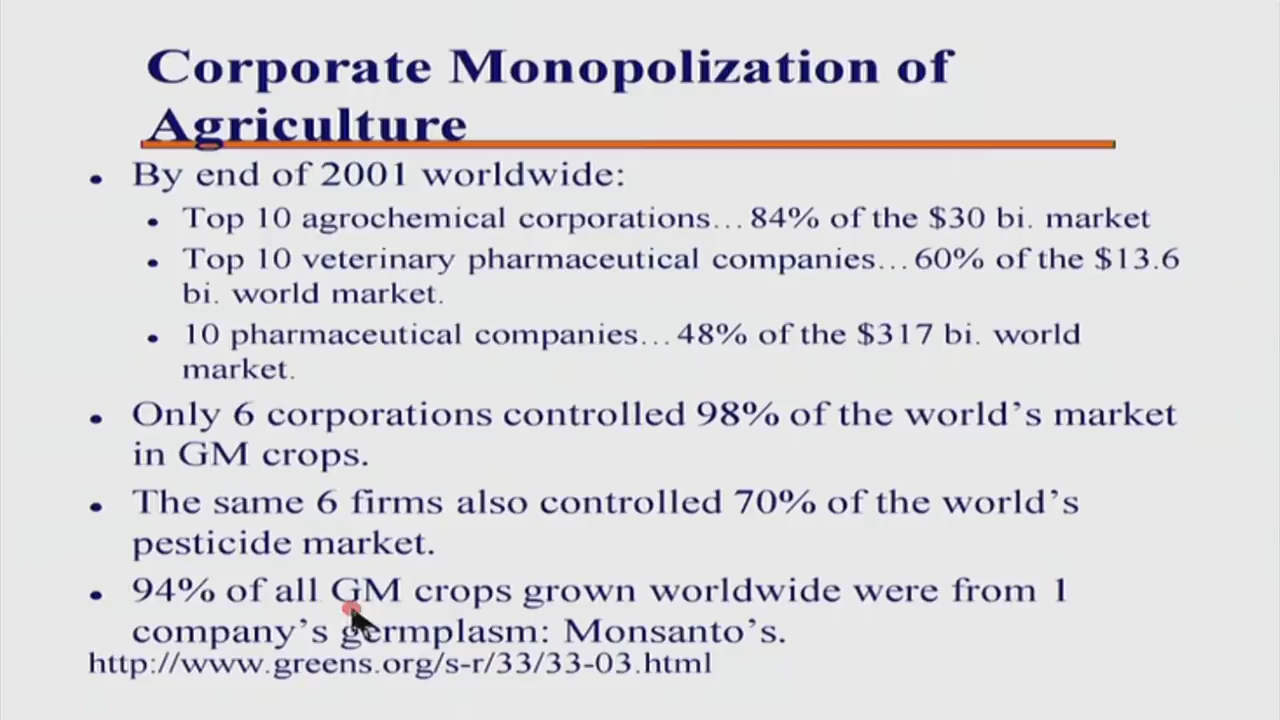 Corporate Monopolization of
Agriculture
• By end of 2001 worldwide:
• Top 10 agrochemical corporations...84% of the $30 bi. market
• Top 10 veterinary pharmaceutical companies...60% of the $13.6
bi. world market.
• 10 pharmaceutical companies...48% of the $317 bi. world
market.
• Only 6 corporations controlled 98% of the world’s market
in GM crops.
• The same 6 firms also controlled 70% of the world’s
pesticide market.
• 94% of all GM crops grown worldwide were from 1
company’s germplasm: Monsanto’s.
http://www.greens.org/s-r/33/33-03.html